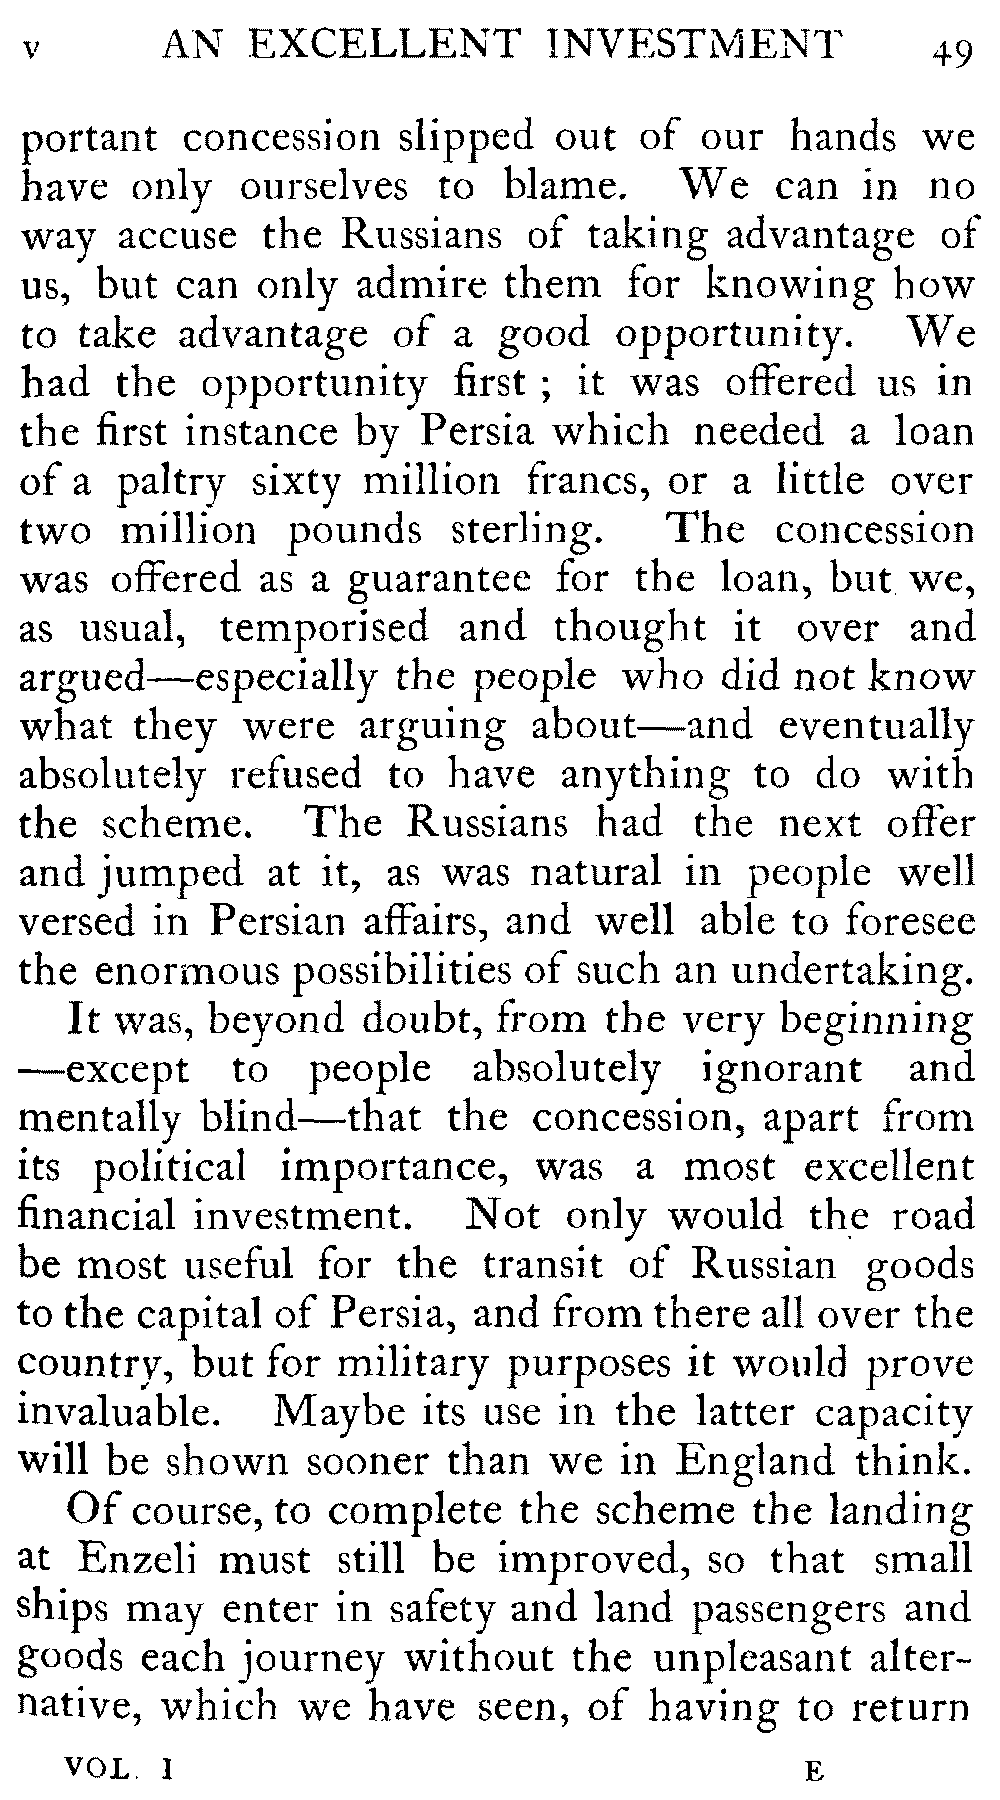 v AN EXCELLENT INVESTMENT 49
portant concession slipped out of our hands we
have only ourselves to blame. We can in no
way accuse the Russians of taking advantage of
us, but can only admire them for knowing how
to take advantage of a good opportunity. We
had the opportunity first ; it was offered us in
the first instance by Persia which needed a loan
of a paltry sixty million francs, or a little over
two million pounds sterling. The concession
was offered as a guarantee for the loan, but we,
as usual, temporised and thought it over and
argued—especially the people who did not know
what they were arguing about—and eventually
absolutely refused to have anything to do with
the scheme. The Russians had the next offer
and jumped at it, as was natural in people well
versed in Persian affairs, and well able to foresee
the enormous possibilities of such an undertaking.
It was, beyond doubt, from the very beginning
—except to people absolutely ignorant and
mentally blind—that the concession, apart from
its political importance, was a most excellent
financial investment. Not only would the road
be most useful for the transit of Russian goods
to the capital of Persia, and from there all over the
country, but for military purposes it would prove
invaluable. Maybe its use in the latter capacity
will be shown sooner than we in England think.
Of course, to complete the scheme the landing
at Enzeli must still be improved, so that small
ships may enter in safety and land passengers and
goods each journey without the unpleasant alter-
native, which we have seen, of having to return
VOL. I E